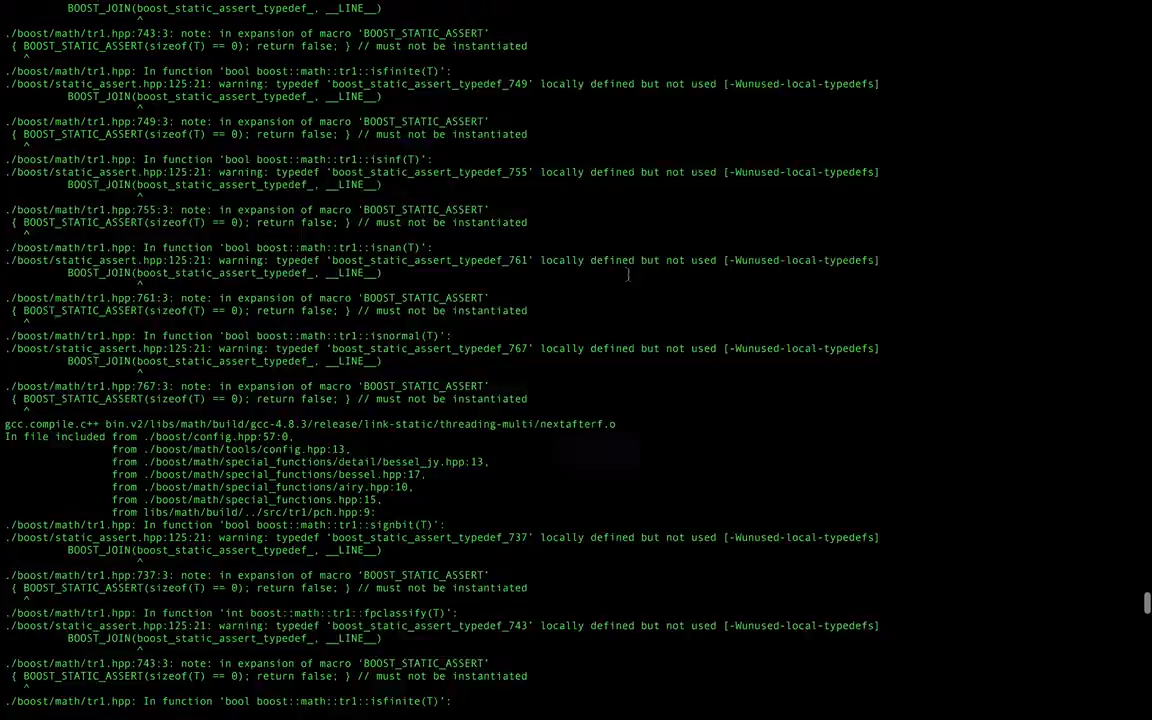 BOOST_JOIN(boost_static_assert_typedef_, __LINE__)
^
./boost/math/tr1.hpp:743:3: note: in expansion of macro ‘BOOST_STATIC_ASSERT’
{ BOOST_STATIC_ASSERT(sizeof(T) == 0); return false; } // must not be instantiated
^
./boost/math/tr1.hpp: In function ‘bool boost::math::tr1::isfinite(T)’:
./boost/static_assert.hpp:125:21: warning: typedef ‘boost_static_assert_typedef_749’ locally defined but not used [-Wunused-local-typedefs]
BOOST_JOIN(boost_static_assert_typedef_, __LINE__)
^
./boost/math/tr1.hpp:749:3: note: in expansion of macro ‘BOOST_STATIC_ASSERT’
{ BOOST_STATIC_ASSERT(sizeof(T) == 0); return false; } // must not be instantiated
^
./boost/math/tr1.hpp: In function ‘bool boost::math::tr1::isinf(T)’:
./boost/static_assert.hpp:125:21: warning: typedef ‘boost_static_assert_typedef_755’ locally defined but not used [-Wunused-local-typedefs]
BOOST_JOIN(boost_static_assert_typedef_, __LINE__)
^
./boost/math/tr1.hpp:755:3: note: in expansion of macro ‘BOOST_STATIC_ASSERT’
{ BOOST_STATIC_ASSERT(sizeof(T) == 0); return false; } // must not be instantiated
^
./boost/math/tr1.hpp: In function ‘bool boost::math::tr1::isnan(T)’:
./boost/static_assert.hpp:125:21: warning: typedef ‘boost_static_assert_typedef_761’ locally defined but not used [-Wunused-local-typedefs]
BOOST_JOIN(boost_static_assert_typedef_, __LINE__)
^
./boost/math/tr1.hpp:761:3: note: in expansion of macro ‘BOOST_STATIC_ASSERT’
{ BOOST_STATIC_ASSERT(sizeof(T) == 0); return false; } // must not be instantiated
^
./boost/math/tr1.hpp: In function ‘bool boost::math::tr1::isnormal(T)’:
./boost/static_assert.hpp:125:21: warning: typedef ‘boost_static_assert_typedef_767’ locally defined but not used [-Wunused-local-typedefs]
BOOST_JOIN(boost_static_assert_typedef_, __LINE__)
^
./boost/math/tr1.hpp:767:3: note: in expansion of macro ‘BOOST_STATIC_ASSERT’
{ BOOST_STATIC_ASSERT(sizeof(T) == 0); return false; } // must not be instantiated
^
gcc.compile.c++ bin.v2/libs/math/build/gcc-4.8.3/release/link-static/threading-multi/nextafterf.o
In file included from ./boost/config.hpp:57:0,
from ./boost/math/tools/config.hpp:13,
from ./boost/math/special_functions/detail/bessel_jy.hpp:13,
from ./boost/math/special_functions/bessel.hpp:17,
from ./boost/math/special_functions/airy.hpp:10,
from ./boost/math/special_functions.hpp:15,
from libs/math/build/../src/tr1/pch.hpp:9:
./boost/math/tr1.hpp: In function ‘bool boost::math::tr1::signbit(T)’:
./boost/static_assert.hpp:125:21: warning: typedef ‘boost_static_assert_typedef_737’ locally defined but not used [-Wunused-local-typedefs]
BOOST_JOIN(boost_static_assert_typedef_, __LINE__)
^
./boost/math/tr1.hpp:737:3: note: in expansion of macro ‘BOOST_STATIC_ASSERT’
{ BOOST_STATIC_ASSERT(sizeof(T) == 0); return false; } // must not be instantiated
^
./boost/math/tr1.hpp: In function ‘int boost::math::tr1::fpclassify(T)’:
./boost/static_assert.hpp:125:21: warning: typedef ‘boost_static_assert_typedef_743’ locally defined but not used [-Wunused-local-typedefs]
BOOST_JOIN(boost_static_assert_typedef_, __LINE__)
^
./boost/math/tr1.hpp:743:3: note: in expansion of macro ‘BOOST_STATIC_ASSERT’
{ BOOST_STATIC_ASSERT(sizeof(T) == 0); return false; } // must not be instantiated
^
./boost/math/tr1.hpp: In function ‘bool boost::math::tr1::isfinite(T)’: